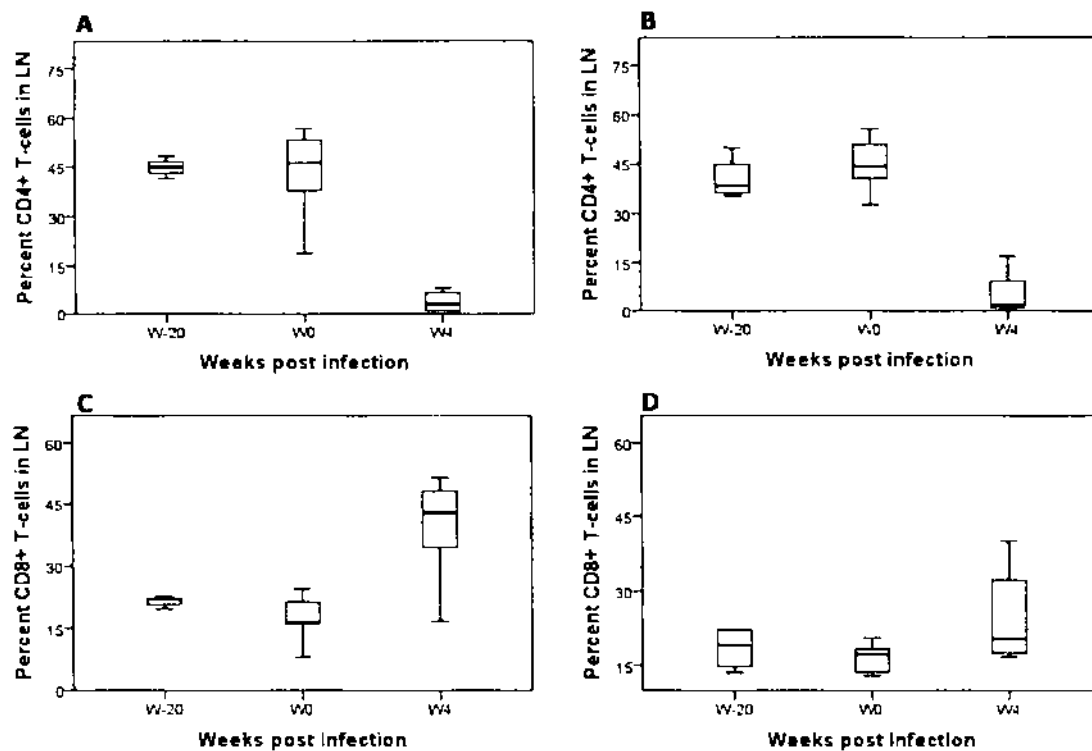 A
Percent CD4+ T-cells in LN
75
60
45
30
15
0
W-20
W0
W4
Weeks post infection
B
Percent CD4+ T-cells in LN
75
60
45
30
15
0
W-20
W0
W4
Weeks post infection
C
Percent CD8+ T-cells in LN
60
45
30
15
0
W-20
W0
W4
Weeks post Infection
D
Percent CD8+ T-cells in LN
60
45
30
15
W-20
W0
W4
Weeks post Infection